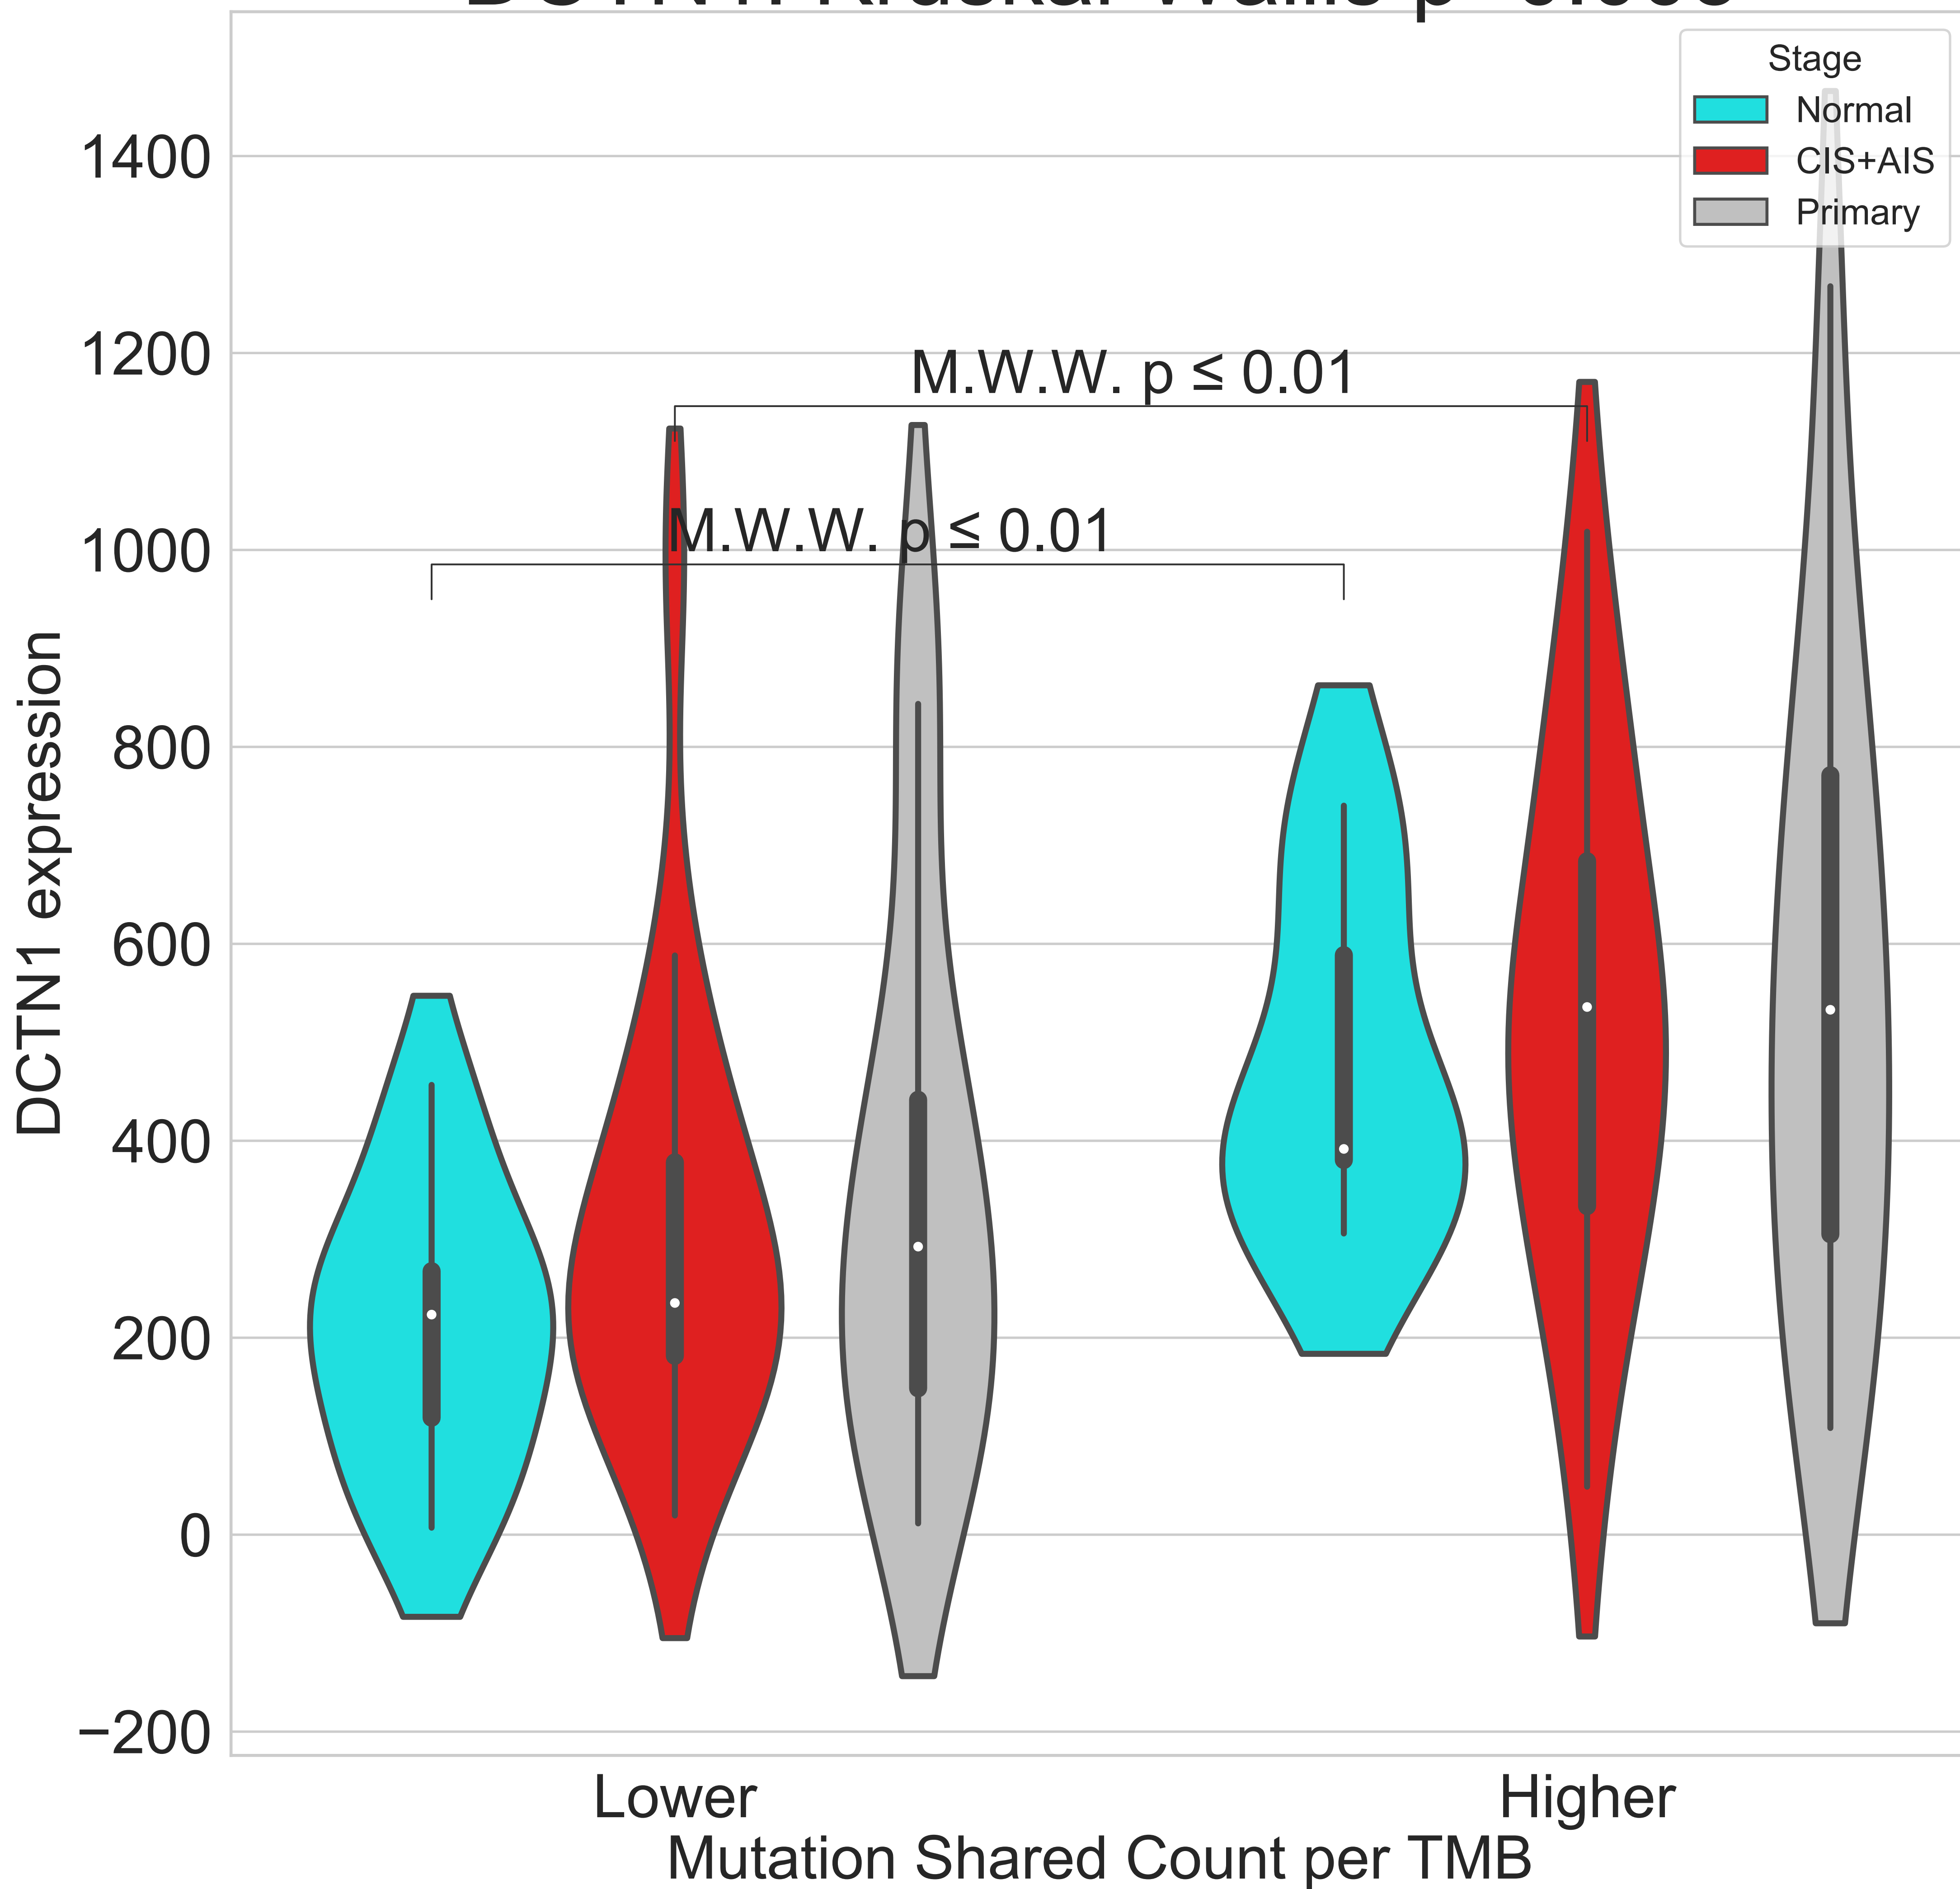 Stage
Normal
CIS+AIS
Primary
1400
1200
1000
800
600
400
200
0
−200
DCTN1 expression
M.W.W. p ≤ 0.01
M.W.W. p ≤ 0.01
Lower
Higher
Mutation Shared Count per TMB